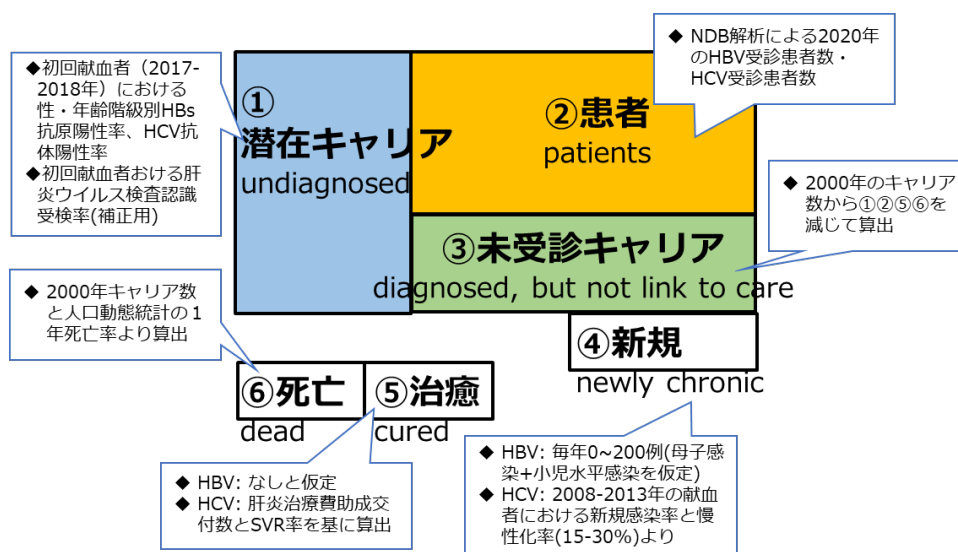 ◆初回献血者（2017-
2018年）における
性・年齢階級別HBs
抗原陽性率、HCV抗
体陽性率
◆初回献血者おける肝
炎ウイルス検査認識
受検率(補正用)
①
潜在キャリア
undiagnosed
②患者
patients
◆ NDB解析による2020年
のHBV受診患者数・
HCV受診患者数
③未受診キャリア
diagnosed, but not link to care
◆ 2000年のキャリア
数から①②⑤⑥を
減じて算出
◆ 2000年キャリア数
と人口動態統計の１
年死亡率より算出
④新規
newly chronic
⑥死亡
dead
⑤治癒
cured
◆ HBV: なしと仮定
◆ HCV: 肝炎治療費助成交
付数とSVR率を基に算出
◆ HBV: 毎年0~200例(母子感
染+小児水平感染を仮定)
◆ HCV: 2008-2013年の献血
者における新規感染率と慢
性化率(15-30%)より